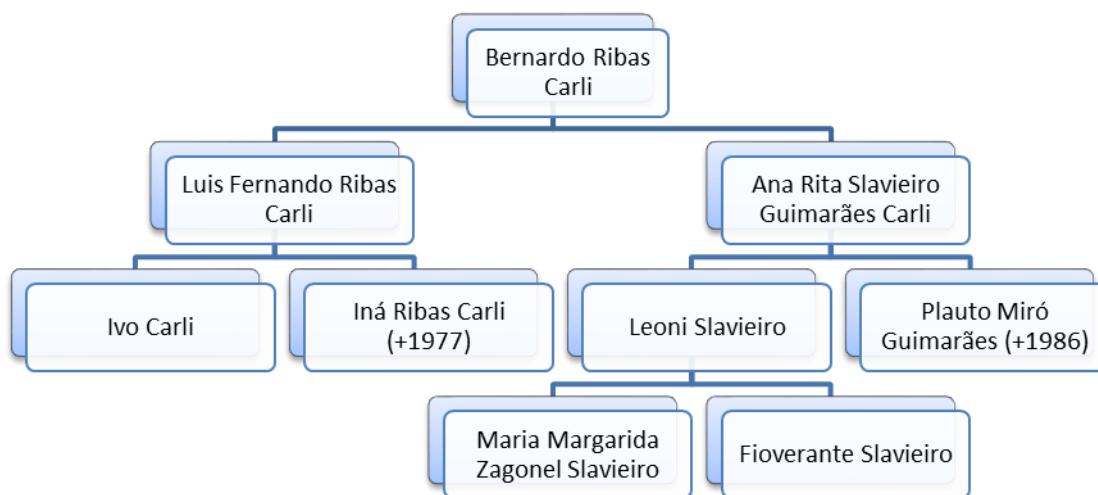 Bernardo Ribas
Carli
Luis Fernando Ribas
Carli
Ana Rita Slavieiro
Guimarães Carli
Ivo Carli
Iná Ribas Carli
(+1977)
Leoni Slavieiro
Plauto Miró
Guimarães (+1986)
Maria Margarida
Zagonel Slavieiro
Fioverante Slavieiro